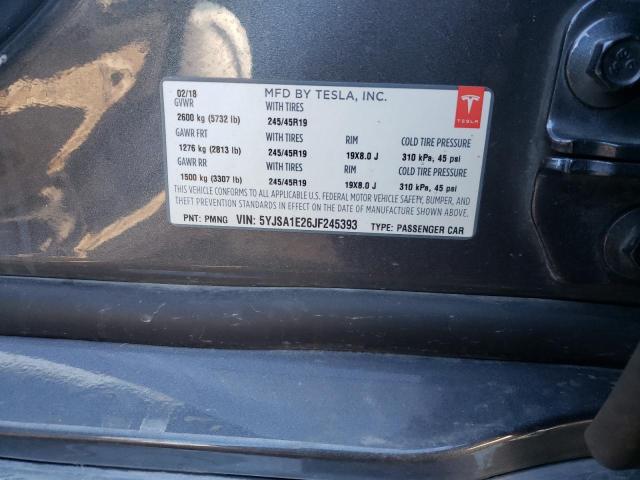 02/18 MFD BY TESLA, INC.
GVWR WITH TIRES
2600 kg (5732 lb) 245/45R19
TESLA
GAWR FRT WITH TIRES RIM COLD TIRE PRESSURE
1276 kg (2813 lb) 245/45R19 19X8.0 J 310 kPa, 45 psi
GAWR RR WITH TIRES RIM COLD TIRE PRESSURE
1500 kg (3307 lb) 245/45R19 19X8.0 J 310 kPa, 45 psi
THIS VEHICLE CONFORMS TO ALL APPLICABLE U.S. FEDERAL MOTOR VEHICLE SAFETY, BUMPER, AND
THEFT PREVENTION STANDARDS IN EFFECT ON THE DATE OF MANUFACTURE SHOWN ABOVE.
PNT: PMNG VIN: 5YJSA1E26JF245393 TYPE: PASSENGER CAR